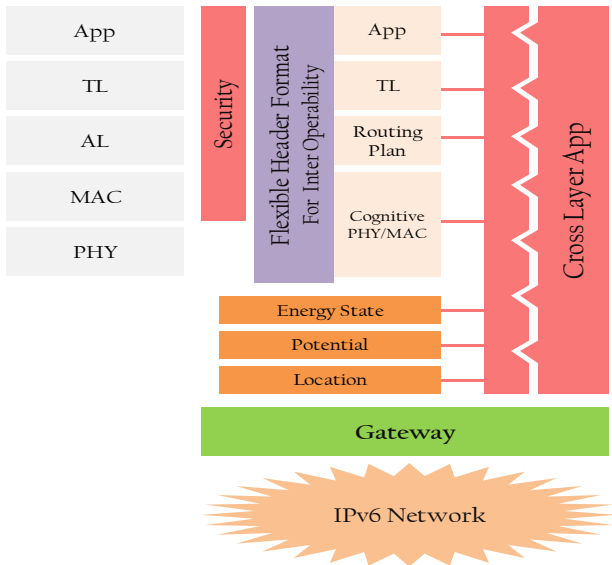 App
TL
AL
MAC
PHY
Security
Flexible Header Format
For Inter Operability
App
TL
Routing
Plan
Cognitive
PHY/MAC
Cross Layer App
Energy State
Potential
Location
Gateway
IPv6 Network